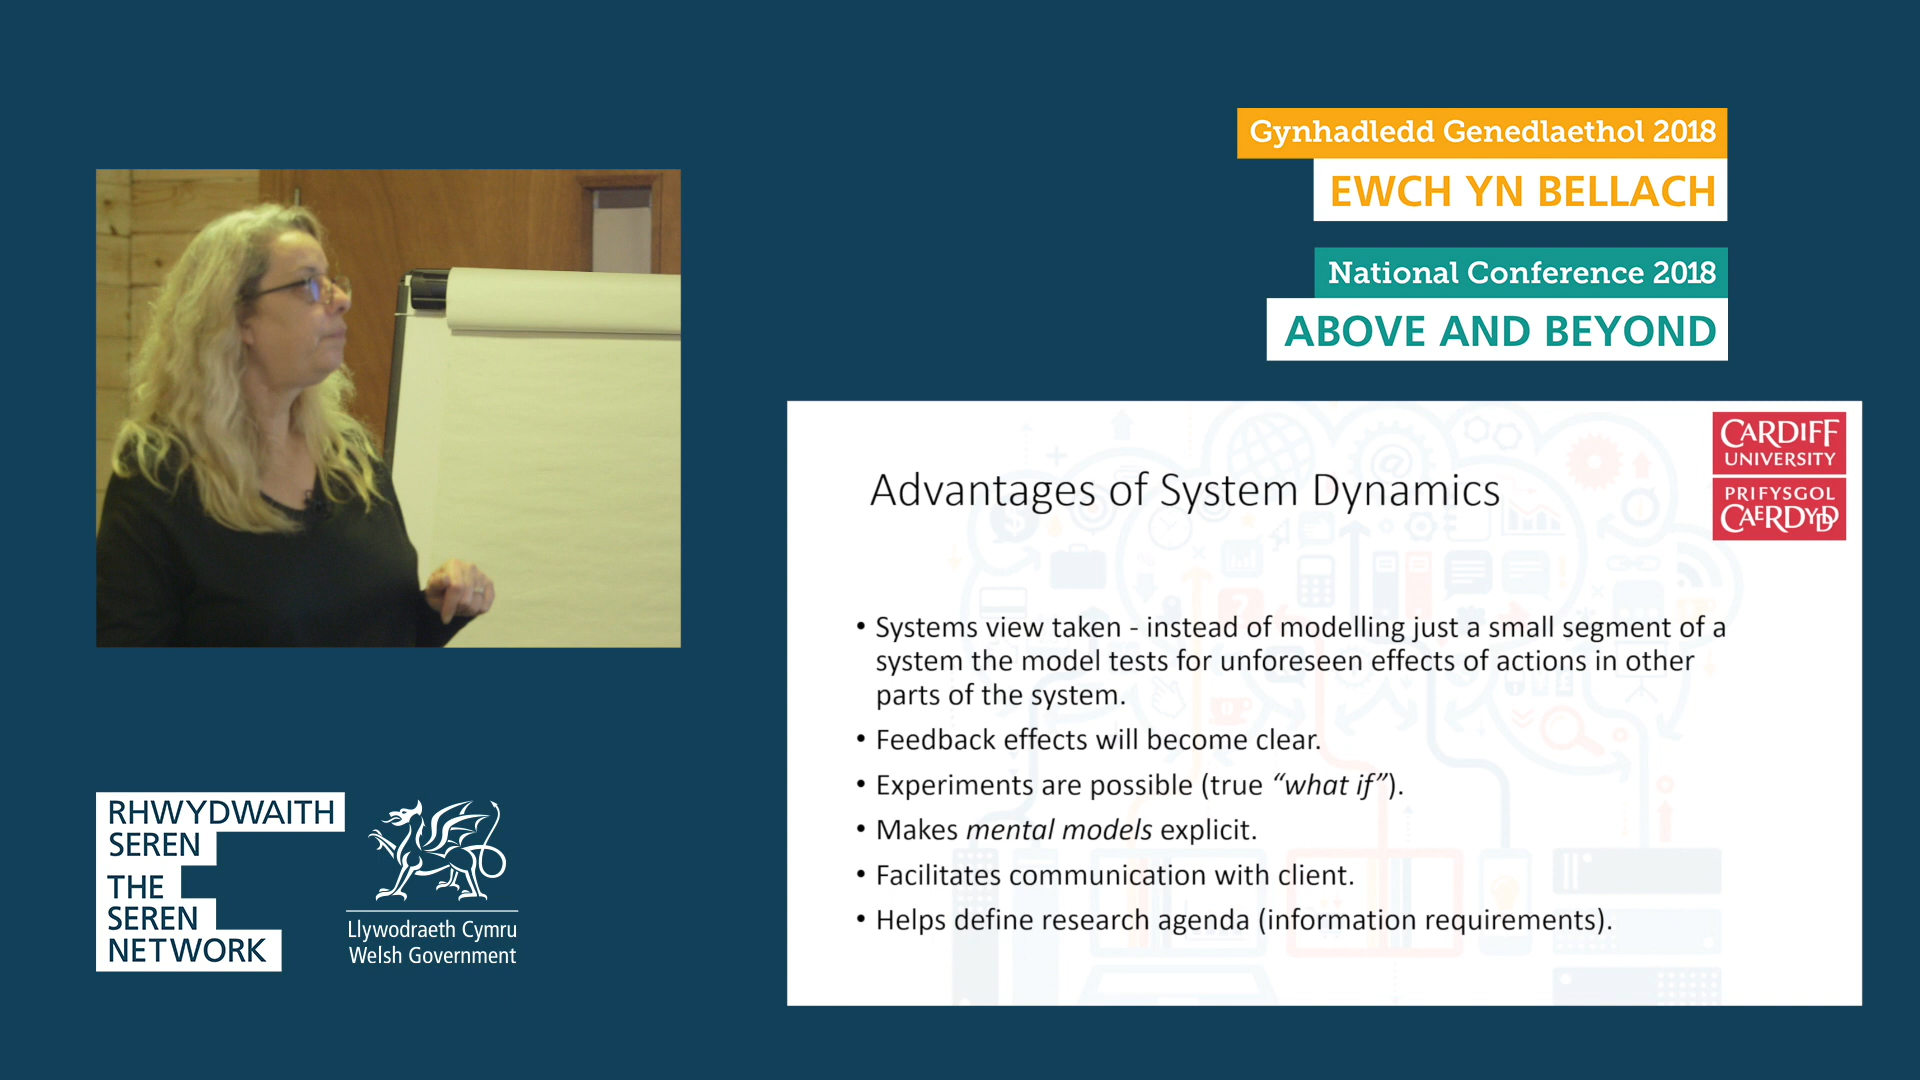 Gynhadledd Genedlaethol 2018
EWCH YN BELLACH
National Conference 2018
ABOVE AND BEYOND
CARDIFF
UNIVERSITY
PRIFYSGOL
CAERDYDD
Advantages of System Dynamics
• Systems view taken - instead of modelling just a small segment of a
system the model tests for unforeseen effects of actions in other
parts of the system.
• Feedback effects will become clear.
• Experiments are possible (true “what if”).
• Makes mental models explicit.
• Facilitates communication with client.
• Helps define research agenda (information requirements).
RHWYDWAITH
SEREN
THE
SEREN
NETWORK
Llywodraeth Cymru
Welsh Government